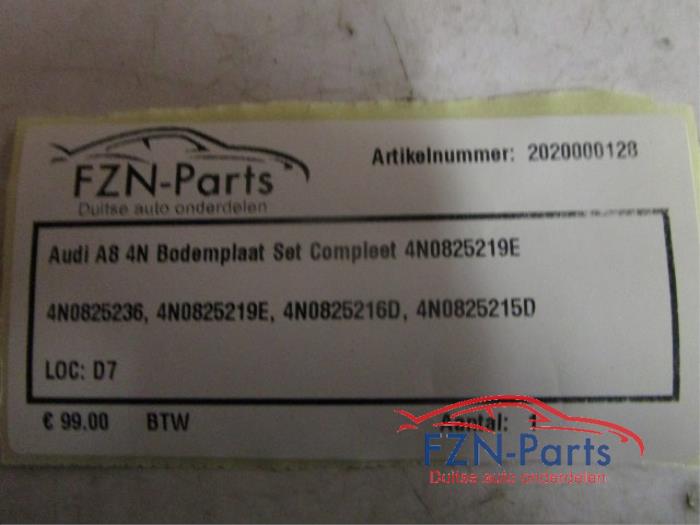 FZN-Parts
Duitse auto onderdelen
Artikelnummer: 2020000128
Audi A8 4N Bodemplaat Set Compleet 4N0825219E
4N0825236, 4N0825219E, 4N0825216D, 4N0825215D
LOC: D7
€ 99.00 BTW Aantal: 1
FZN-Parts
Duitse auto onderdelen